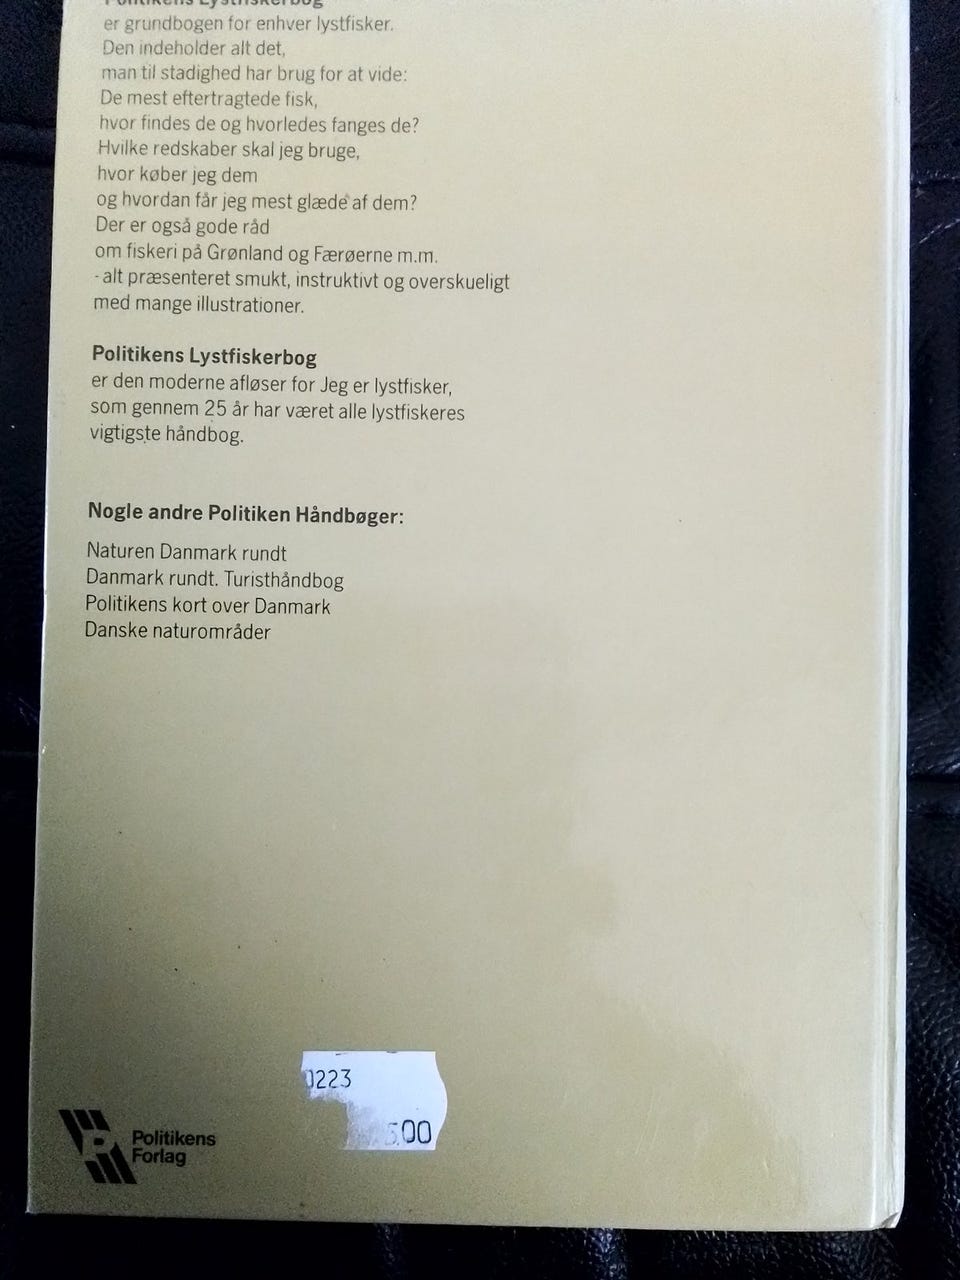 Politikens Lystfiskerbog
er grundbogen for enhver lystfisker.
Den indeholder alt det,
man til stadighed har brug for at vide:
De mest eftertragtede fisk,
hvor findes de og hvorledes fanges de?
Hvilke redskaber skal jeg bruge,
hvor køber jeg dem
og hvordan får jeg mest glæde af dem?
Der er også gode råd
om fiskeri på Grønland og Færøerne m.m.
- alt præsenteret smukt, instruktivt og overskueligt
med mange illustrationer.
Politikens Lystfiskerbog
er den moderne afløser for Jeg er lystfisker,
som gennem 25 år har været alle lystfiskeres
vigtigste håndbog.
Nogle andre Politiken Håndbøger:
Naturen Danmark rundt
Danmark rundt. Turisthåndbog
Politikens kort over Danmark
Danske naturområder
0223
5.00
Politikens
Forlag